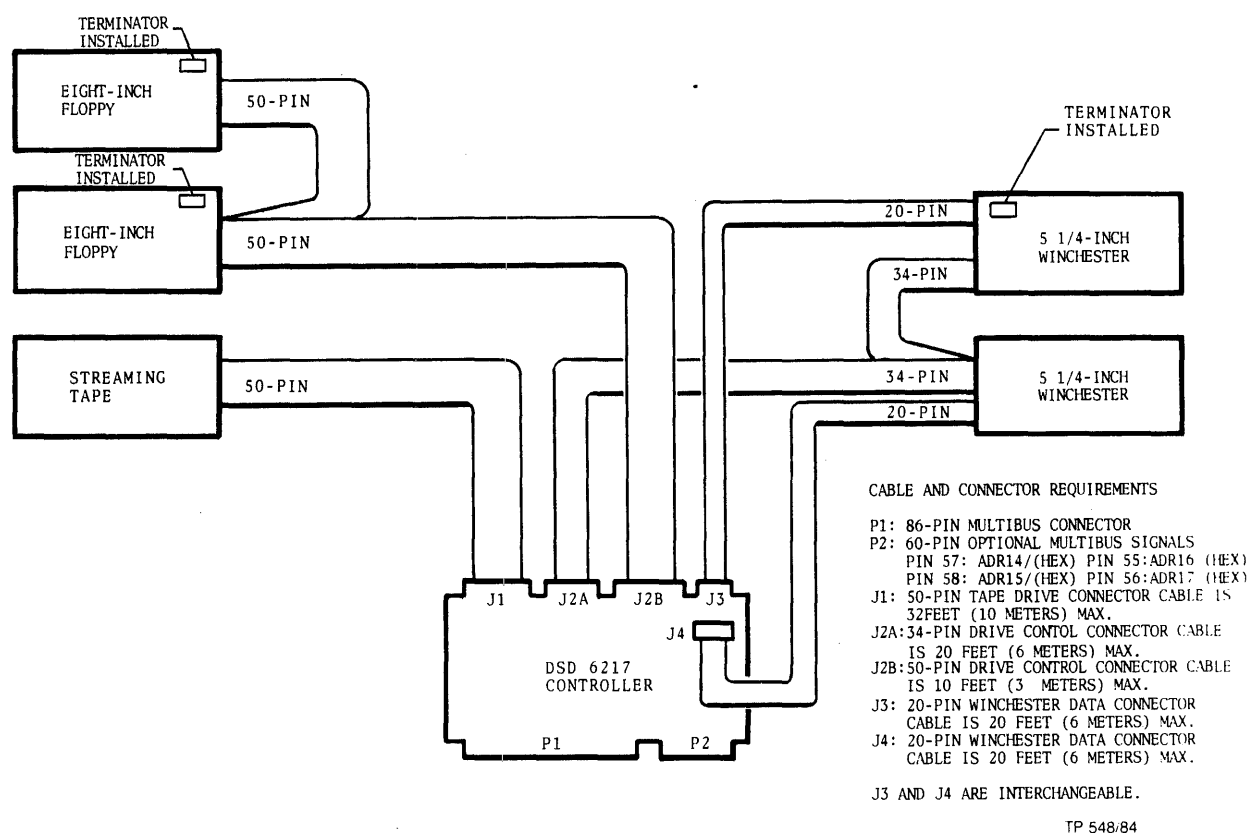 TERMINATOR
INSTALLED
EIGHT-INCH
FLOPPY
50-PIN
TERMINATOR
INSTALLED
EIGHT-INCH
FLOPPY
50-PIN
STREAMING
TAPE
50-PIN
TERMINATOR
INSTALLED
20-PIN
5 1/4-INCH
WINCHESTER
34-PIN
34-PIN
5 1/4-INCH
WINCHESTER
20-PIN
J1 J2A J2B J3
J4
DSD 6217
CONTROLLER
P1 P2
CABLE AND CONNECTOR REQUIREMENTS
P1: 86-PIN MULTIBUS CONNECTOR
P2: 60-PIN OPTIONAL MULTIBUS SIGNALS
PIN 57: ADR14/(HEX) PIN 55:ADR16 (HEX)
PIN 58: ADR15/(HEX) PIN 56:ADR17 (HEX)
J1: 50-PIN TAPE DRIVE CONNECTOR CABLE IS
32FEET (10 METERS) MAX.
J2A:34-PIN DRIVE CONTOL CONNECTOR CABLE
IS 20 FEET (6 METERS) MAX.
J2B:50-PIN DRIVE CONTROL CONNECTOR CABLE
IS 10 FEET (3 METERS) MAX.
J3: 20-PIN WINCHESTER DATA CONNECTOR
CABLE IS 20 FEET (6 METERS) MAX.
J4: 20-PIN WINCHESTER DATA CONNECTOR
CABLE IS 20 FEET (6 METERS) MAX.
J3 AND J4 ARE INTERCHANGEABLE.
TP 548/84